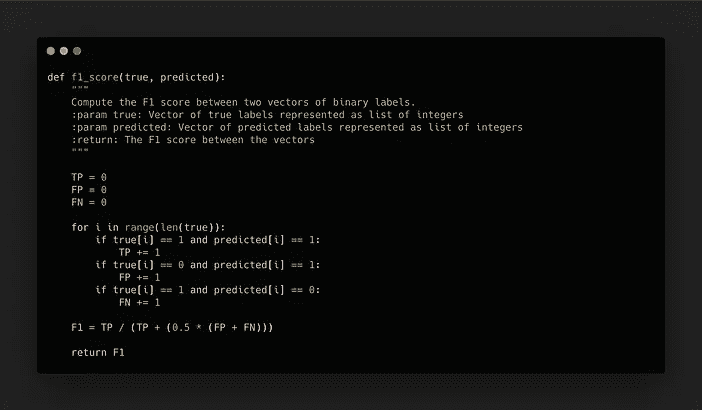 def f1_score(true, predicted):
    """
    Compute the F1 score between two vectors of binary labels.
    :param true: Vector of true labels represented as list of integers
    :param predicted: Vector of predicted labels represented as list of integers
    :return: The F1 score between the vectors
    """
    TP = 0
    FP = 0
    FN = 0
    for i in range(len(true)):
        if true[i] == 1 and predicted[i] == 1:
            TP += 1
        if true[i] == 0 and predicted[i] == 1:
            FP += 1
        if true[i] == 1 and predicted[i] == 0:
            FN += 1
    F1 = TP / (TP + (0.5 * (FP + FN)))
    return F1